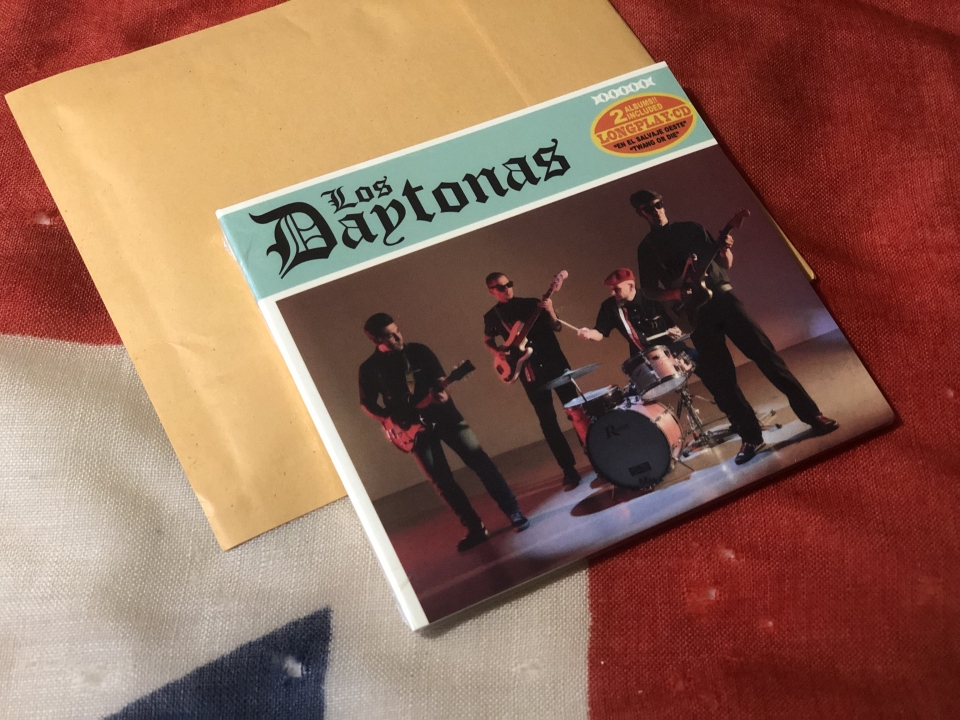 Los
Daytonas
2 ALBUMS!!
INCLUDED
LONGPLAY-CD
"EN EL SALVAJE OESTE"
"TWANG OR DIE"